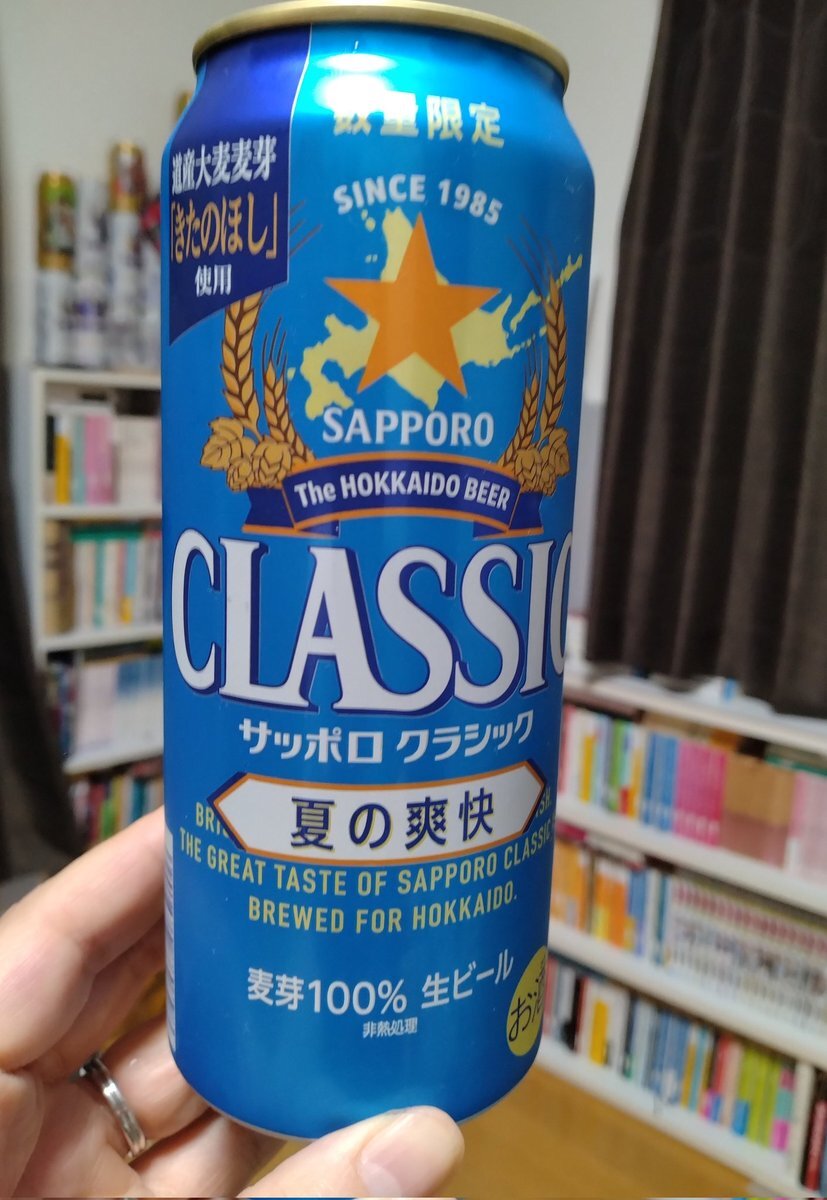 数量限定
道産大麦麦芽
「きたのほし」
使用
SINCE 1985
SAPPORO
The HOKKAIDO BEER
CLASSIC
サッポロ クラシック
夏の爽快
THE GREAT TASTE OF SAPPORO CLASSIC
BREWED FOR HOKKAIDO.
麦芽100% 生ビール
非熱処理